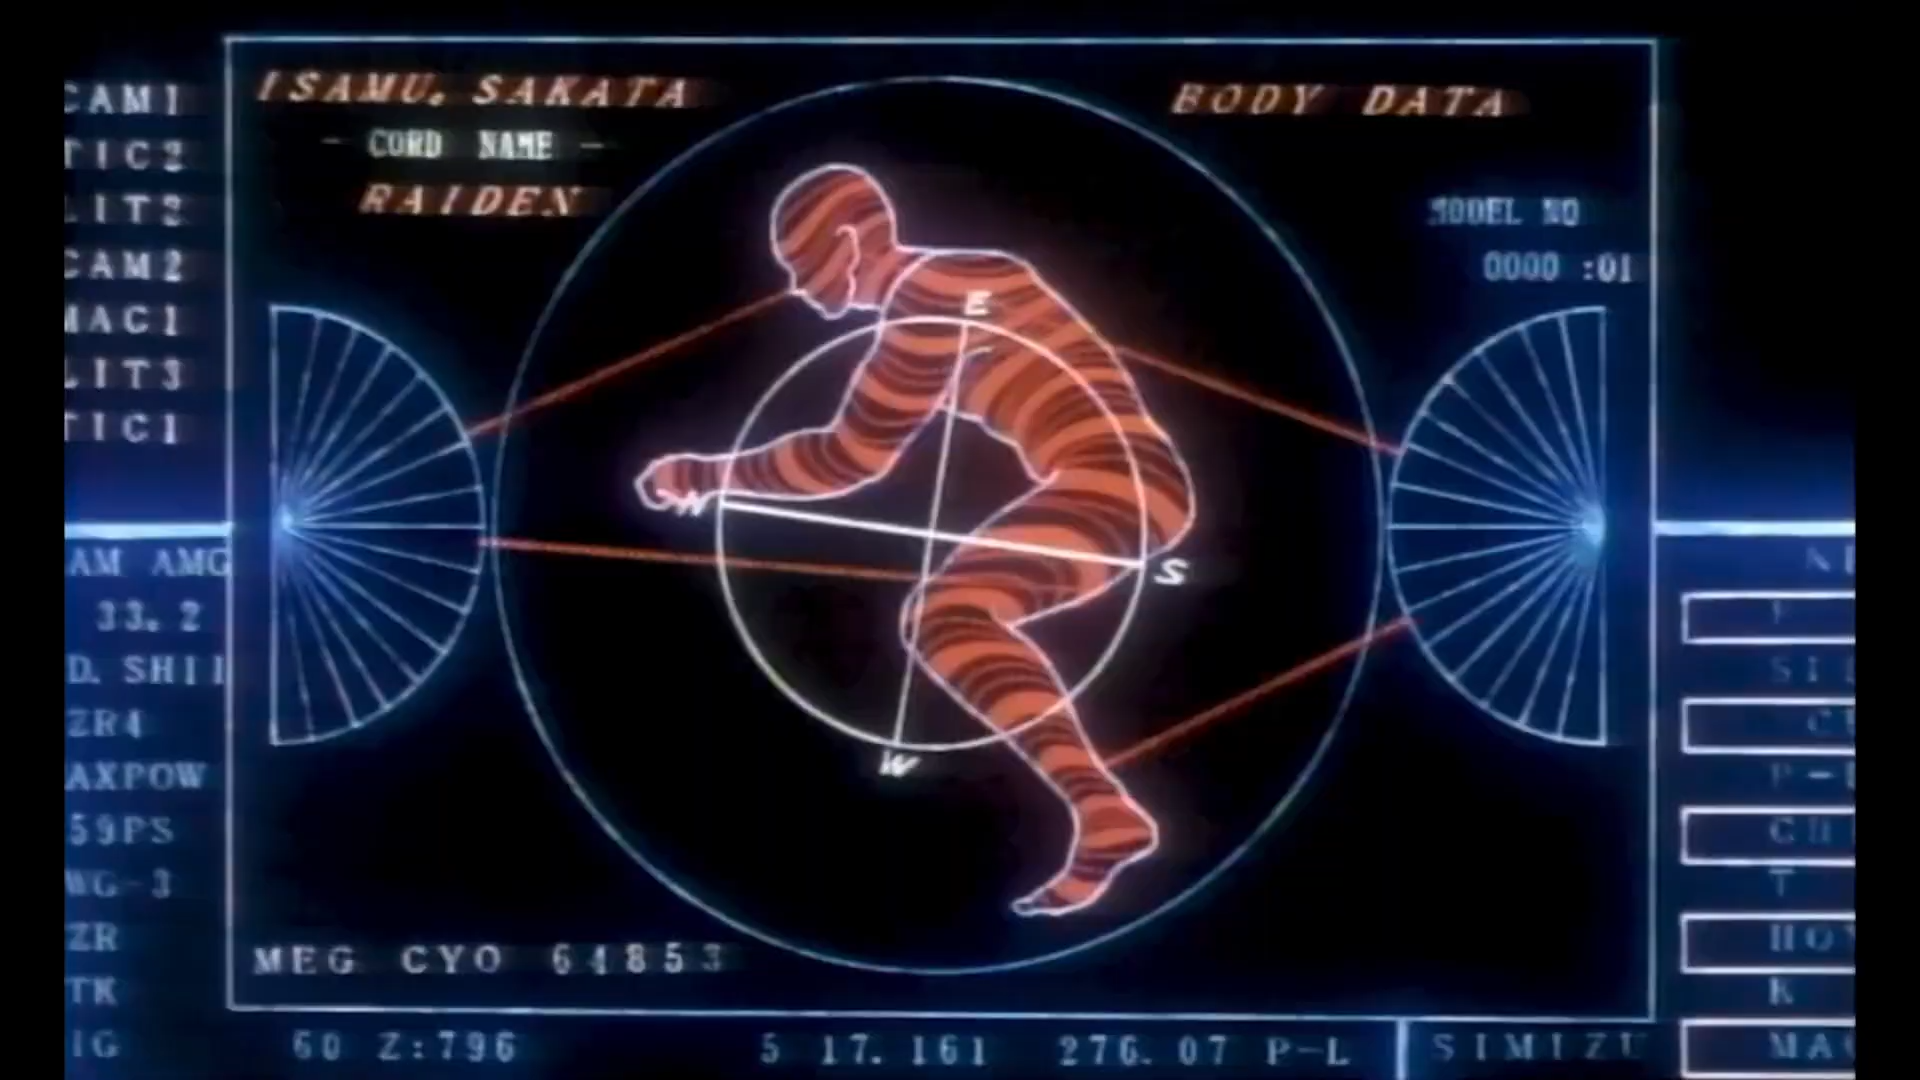 ISAMU. SAKATA
- CORD NAME -
RAIDEN
BODY DATA
MODEL NO
0000 :01
CAM1
TIC2
LIT2
CAM2
MAC1
LIT3
TIC1
E
N
S
W
AM AMG
33.2
D. SHII
ZR4
AXPOW
59PS
WG-3
ZR
TK
IG
MEG CYO 64853
60 Z:796
5 17.161 276.07 P-L
SIMIZU
P-L
T
K